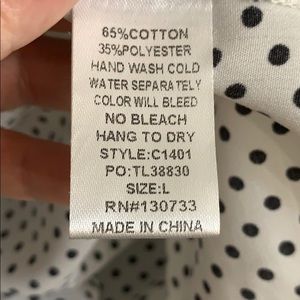 65%COTTON
35%POLYESTER
HAND WASH COLD
WATER SEPARATELY
COLOR WILL BLEED
NO BLEACH
HANG TO DRY
STYLE:C1401
PO:TL38830
SIZE:L
RN#130733
MADE IN CHINA